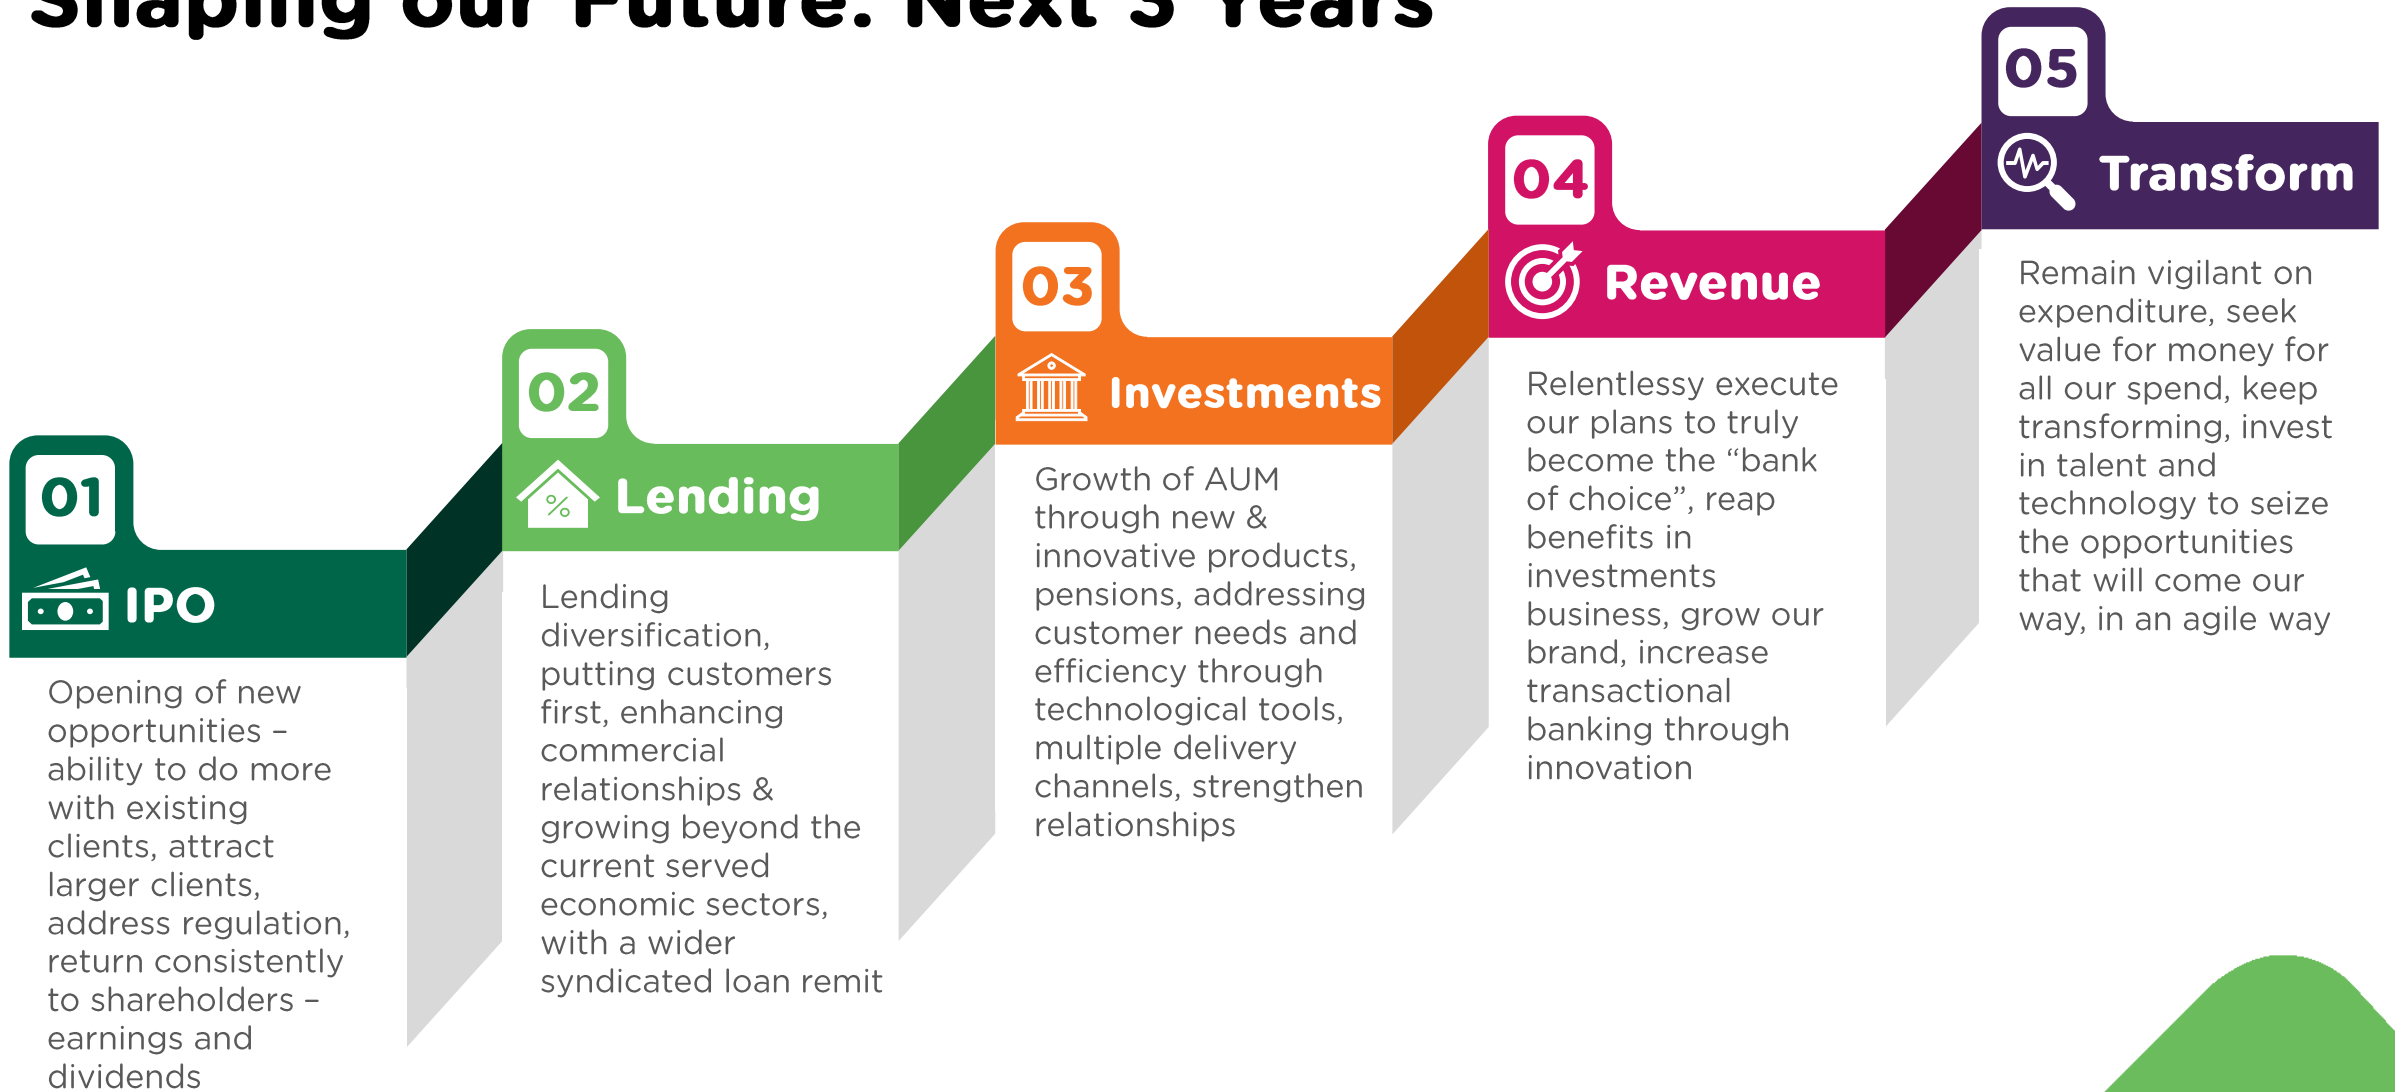 Shaping our Future: Next 3 Years
01
IPO
Opening of new
opportunities –
ability to do more
with existing
clients, attract
larger clients,
address regulation,
return consistently
to shareholders –
earnings and
dividends
02
%
Lending
Lending
diversification,
putting customers
first, enhancing
commercial
relationships &
growing beyond the
current served
economic sectors,
with a wider
syndicated loan remit
03
Investments
Growth of AUM
through new &
innovative products,
pensions, addressing
customer needs and
efficiency through
technological tools,
multiple delivery
channels, strengthen
relationships
04
Revenue
Relentlessy execute
our plans to truly
become the “bank
of choice”, reap
benefits in
investments
business, grow our
brand, increase
transactional
banking through
innovation
05
Transform
Remain vigilant on
expenditure, seek
value for money for
all our spend, keep
transforming, invest
in talent and
technology to seize
the opportunities
that will come our
way, in an agile way